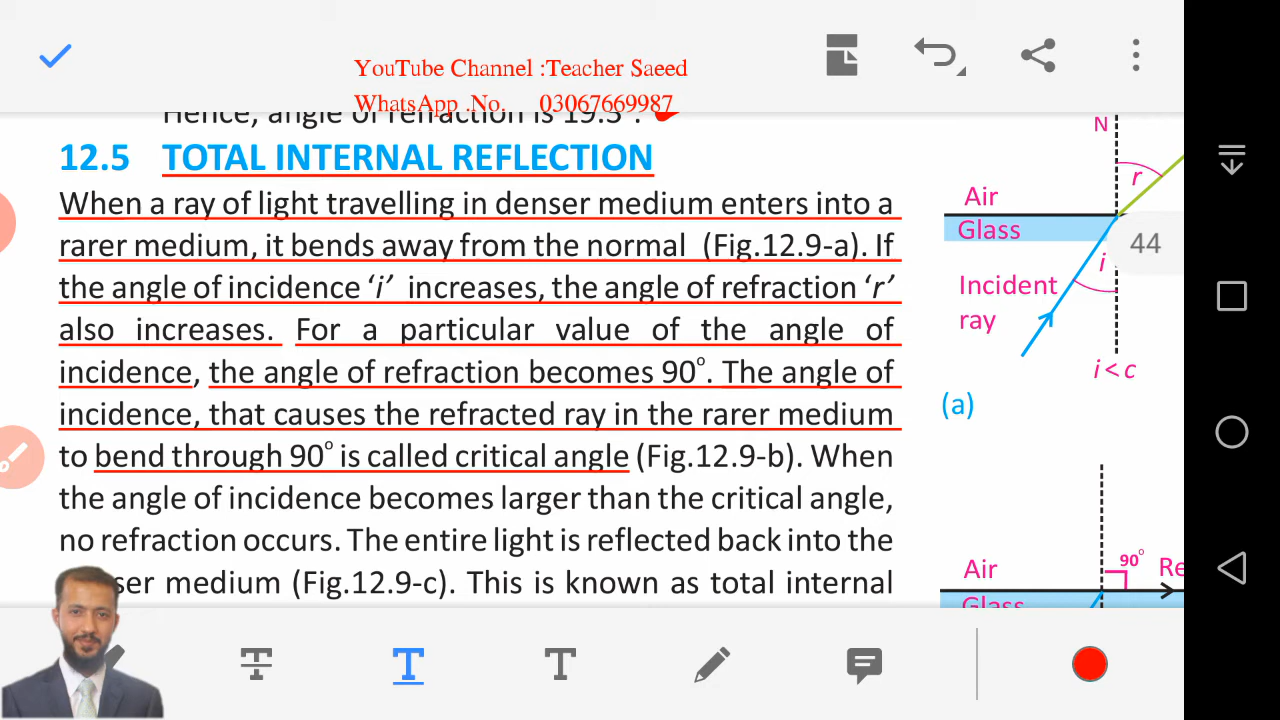 YouTube Channel :Teacher Saeed
WhatsApp .No. 03067669987
Hence, angle of refraction is 19.5°.
12.5 TOTAL INTERNAL REFLECTION
When a ray of light travelling in denser medium enters into a
rarer medium, it bends away from the normal (Fig.12.9-a). If
the angle of incidence ‘i’ increases, the angle of refraction ‘r’
also increases. For a particular value of the angle of
incidence, the angle of refraction becomes 90°. The angle of
incidence, that causes the refracted ray in the rarer medium
to bend through 90° is called critical angle (Fig.12.9-b). When
the angle of incidence becomes larger than the critical angle,
no refraction occurs. The entire light is reflected back into the
ser medium (Fig.12.9-c). This is known as total internal
N
r
Air
Glass
44
i
Incident
ray
i < c
(a)
90°
Air
Re
Glass
T
T
T